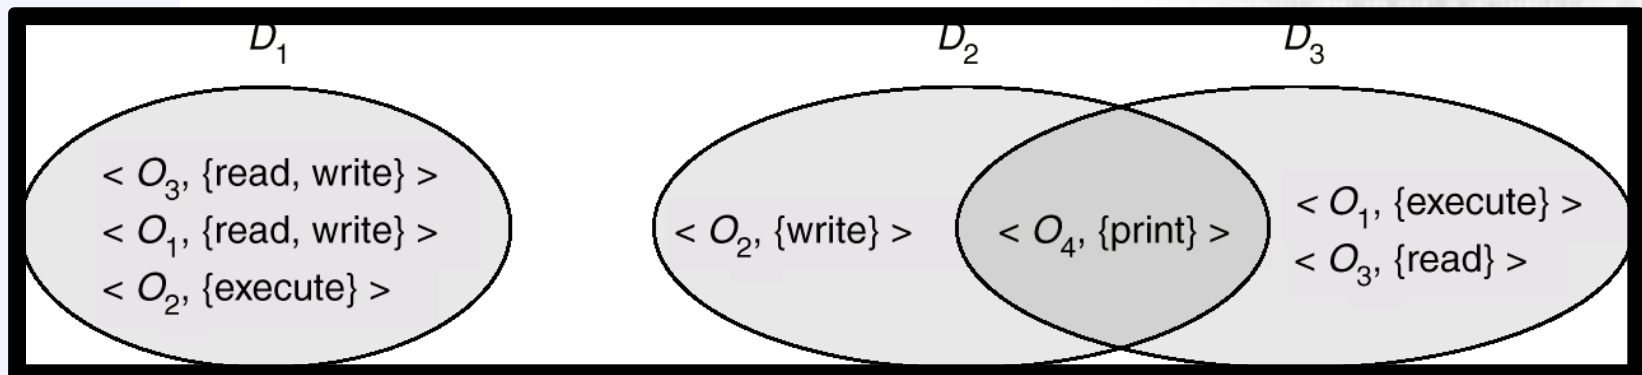 D₁
D₂
D₃
< O₃, {read, write} >
< O₁, {read, write} >
< O₂, {execute} >
< O₂, {write} >
< O₄, {print} >
< O₁, {execute} >
< O₃, {read} >